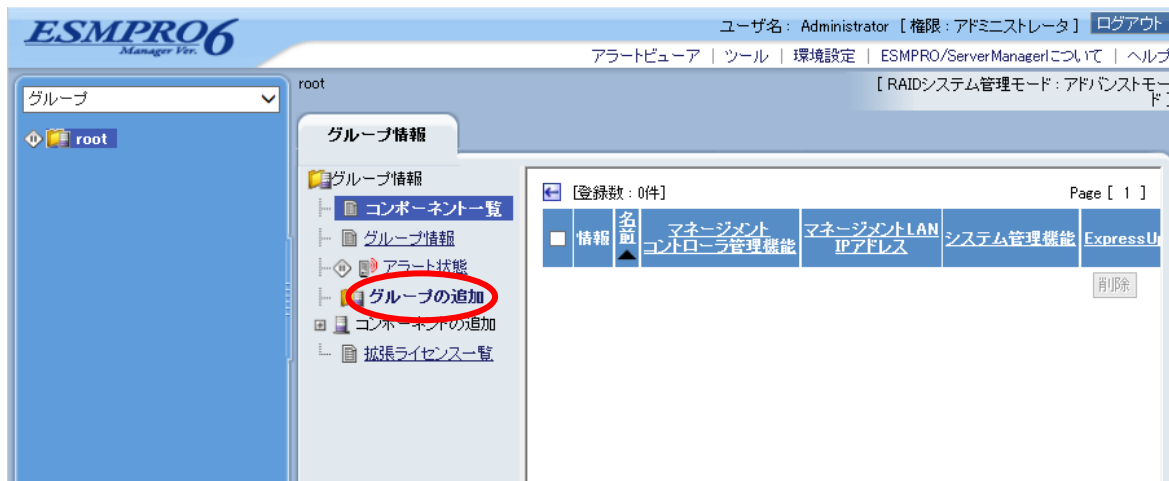 ESMPRO6
Manager Ver.
ユーザ名： Administrator ［権限：アドミニストレータ］ ログアウト
アラートビューア ｜ ツール ｜ 環境設定 ｜ ESMPRO/ServerManagerについて ｜ ヘルプ
グループ
root
root
[ RAIDシステム管理モード：アドバンストモー
ド ]
グループ情報
グループ情報
コンポーネント一覧
グループ情報
アラート状態
グループの追加
コンポーネントの追加
拡張ライセンス一覧
[登録数：0件]
Page [ 1 ]
情報
名前▲
マネージメント
コントローラ管理機能
マネージメントLAN
IPアドレス
システム管理機能
ExpressU
削除